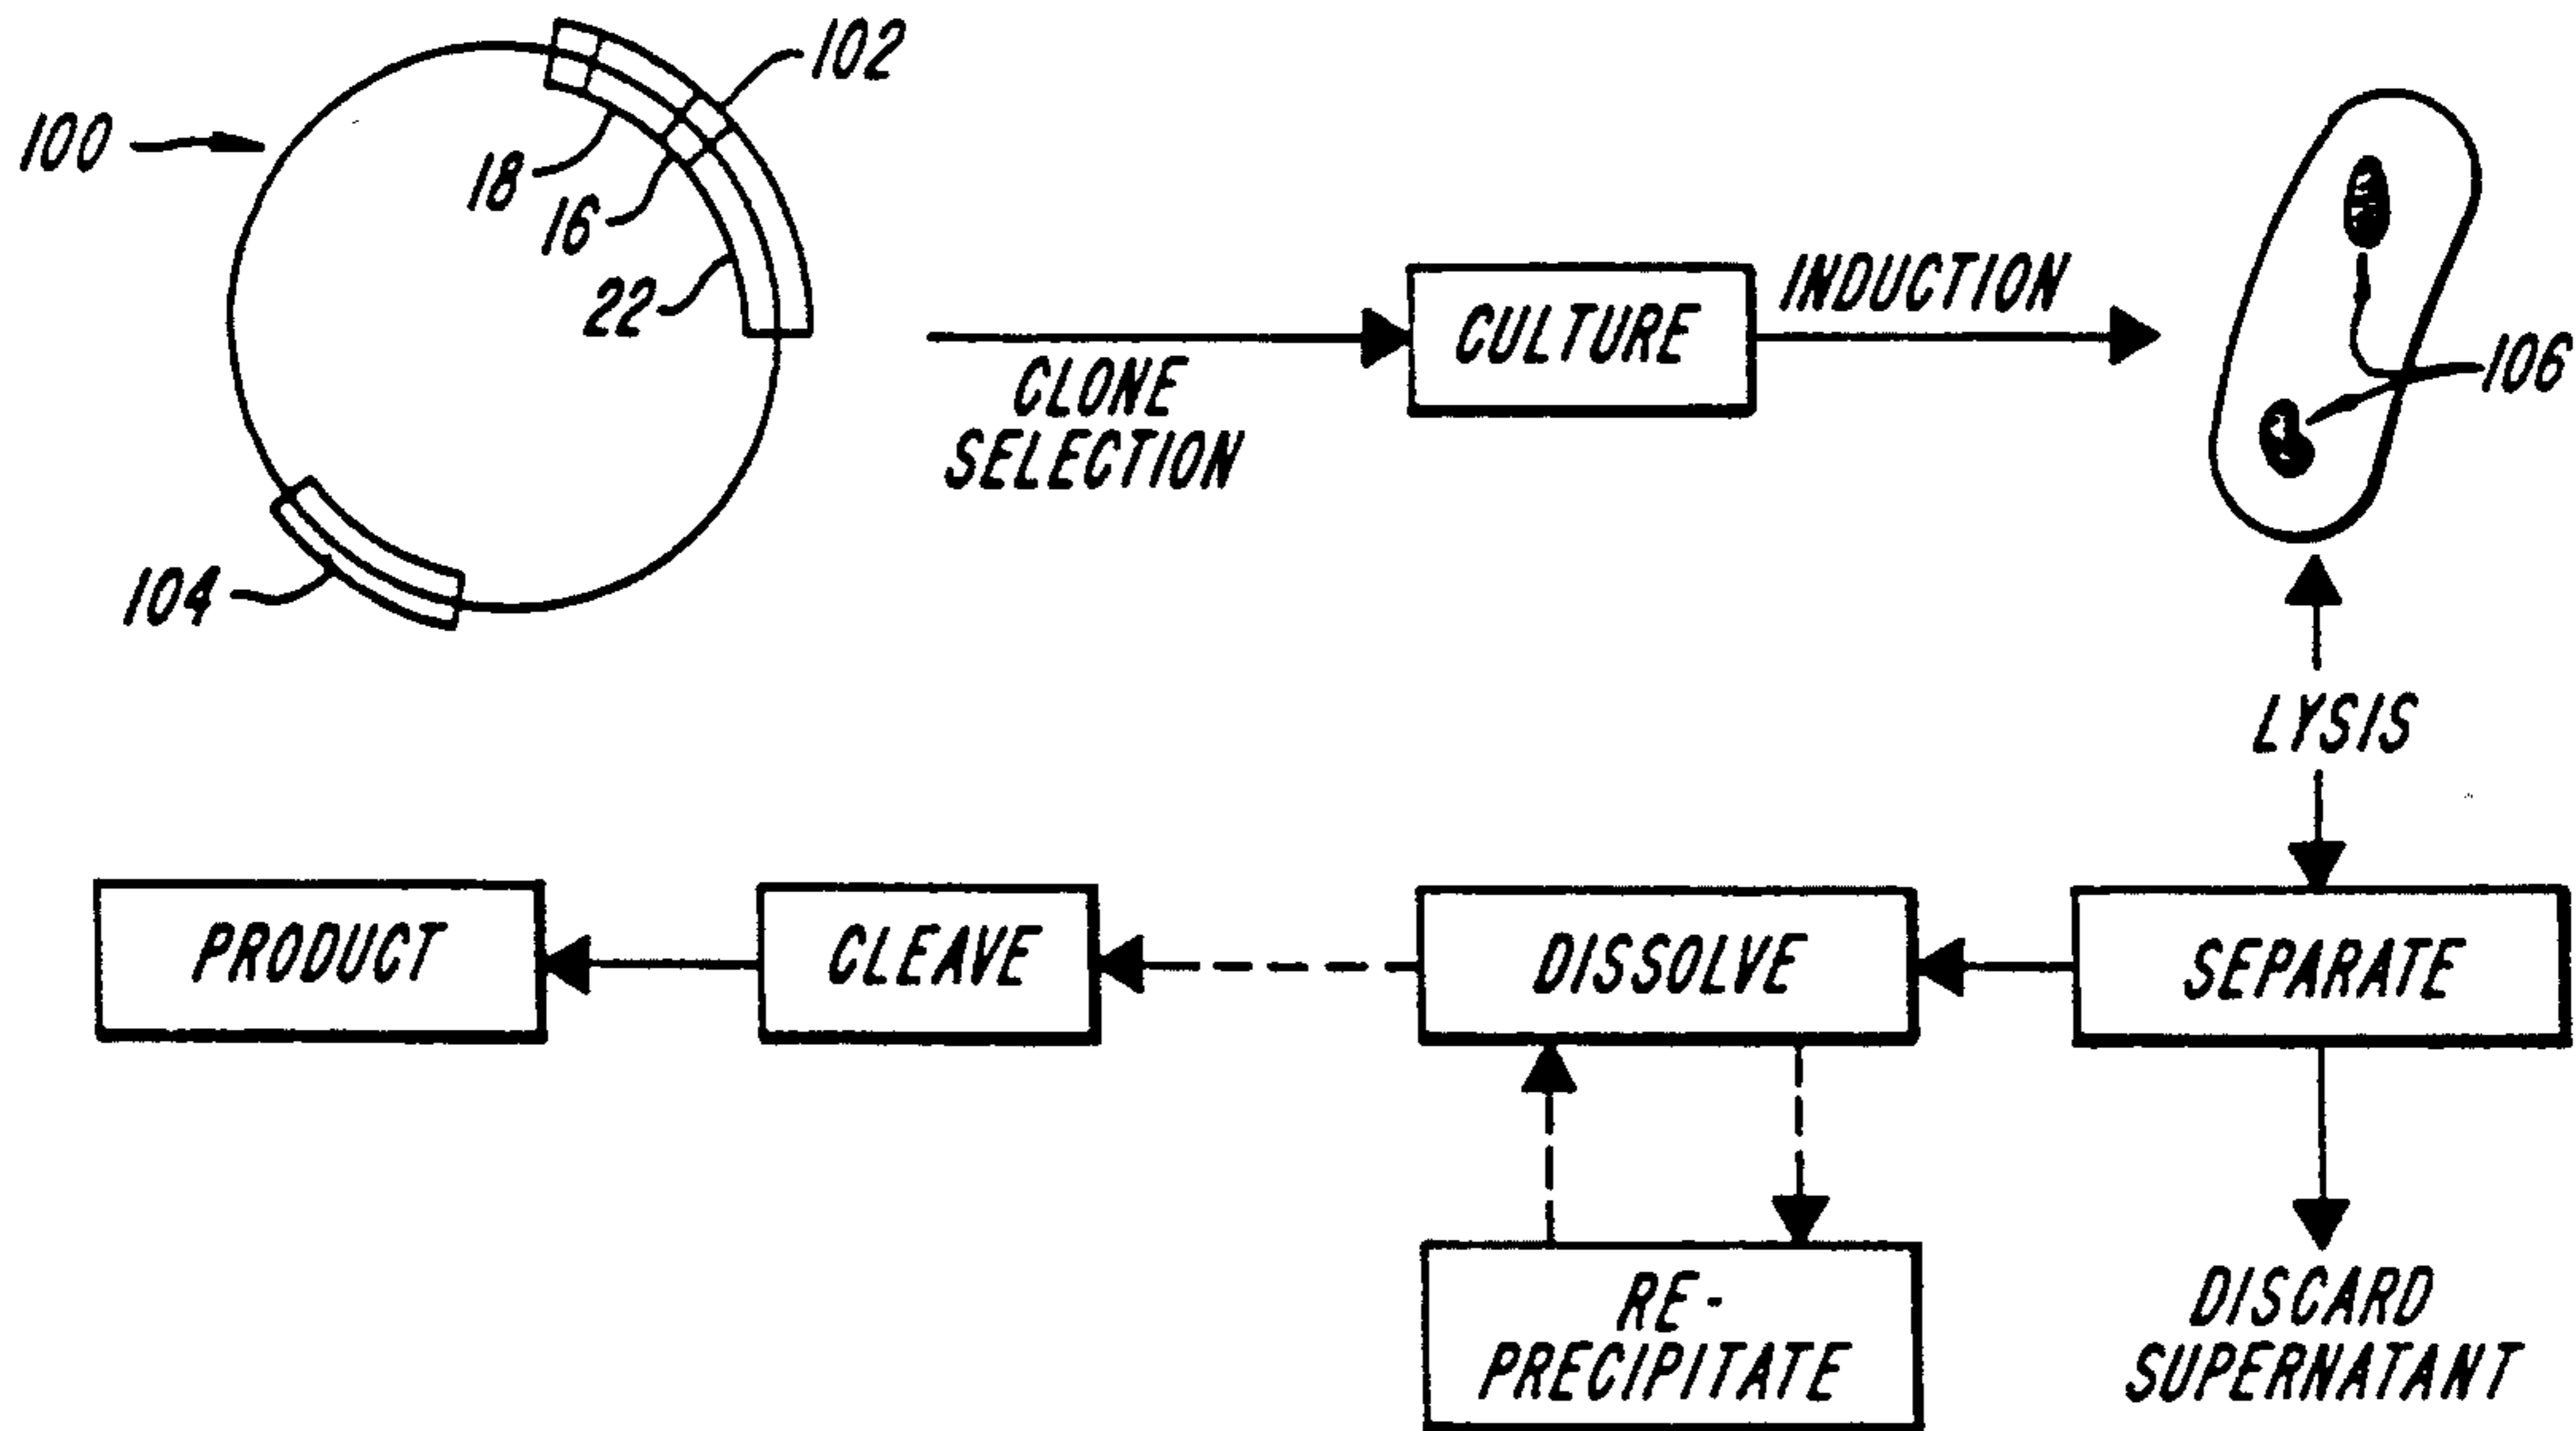 102
100
18
16
22
104
CLONE
SELECTION
CULTURE
INDUCTION
106
LYSIS
PRODUCT
CLEAVE
DISSOLVE
SEPARATE
RE-
PRECIPITATE
DISCARD
SUPERNATANT